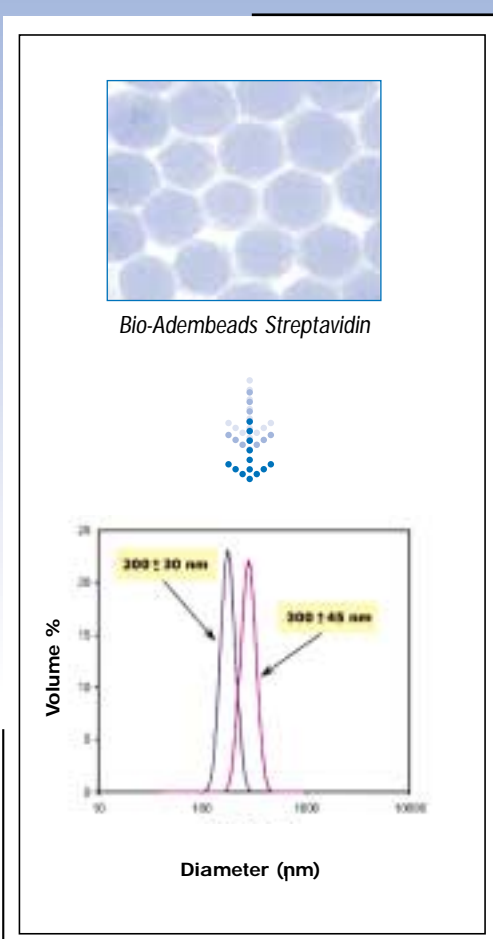 Bio-Adembeads Streptavidin
25
200 ± 30 nm
20
300 ± 45 nm
15
Volume %
10
5
0
10 100 1000 10000
Diameter (nm)